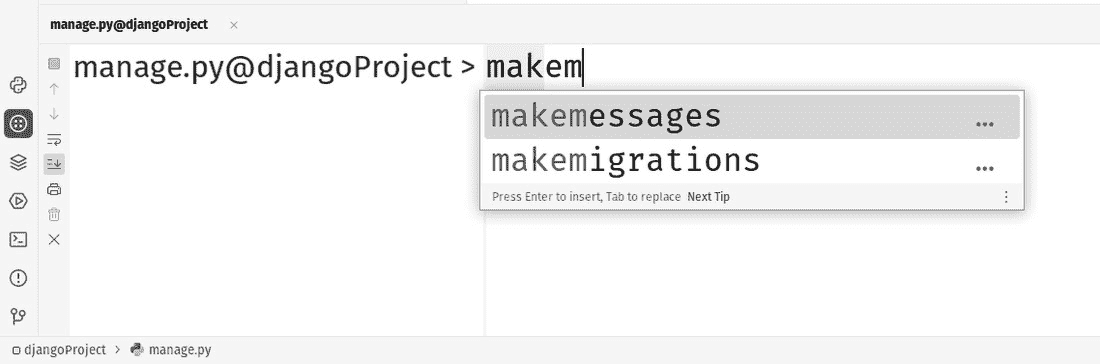 manage.py@djangoProject ×
manage.py@djangoProject > makem
makemessages ...
makemigrations ...
Press Enter to insert, Tab to replace Next Tip
djangoProject > manage.py